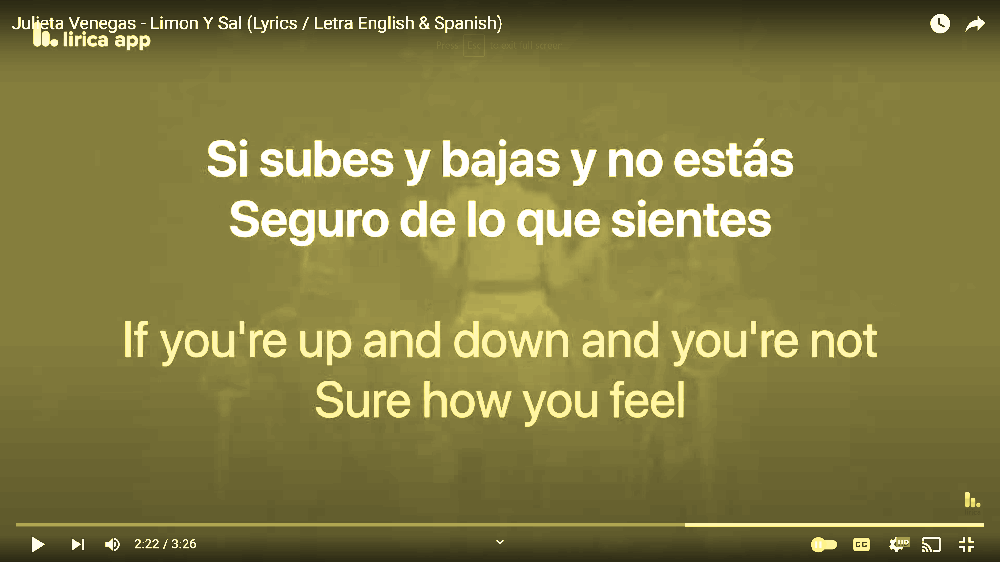 Julieta Venegas - Limon Y Sal (Lyrics / Letra English & Spanish)
lirica app
Press Esc to exit full screen
Si subes y bajas y no estás
Seguro de lo que sientes
If you're up and down and you're not
Sure how you feel
lirica
2:22 / 3:26
CC
HD